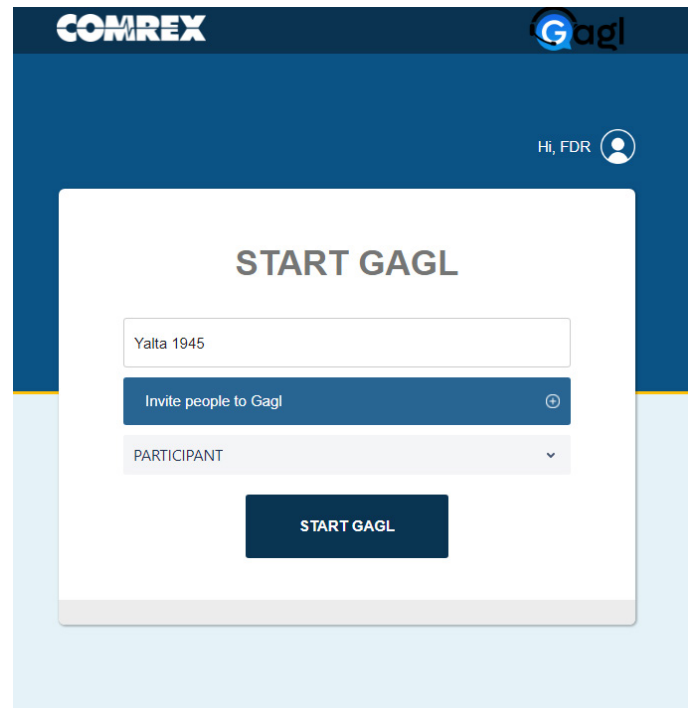 COMREX
Gagl
Hi, FDR
START GAGL
Yalta 1945
Invite people to Gagl
PARTICIPANT
START GAGL